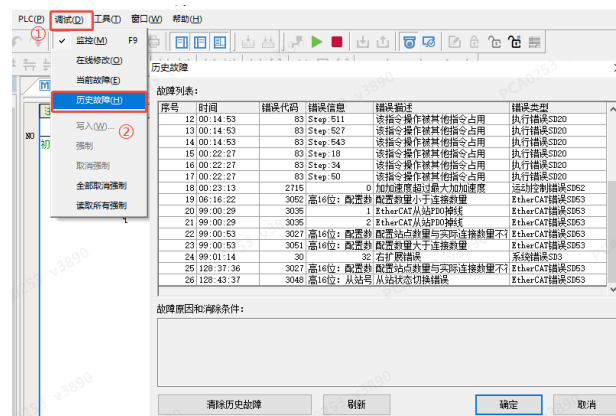 PLC(P) 调试(D) 工具(T) 窗口(W) 帮助(H)
①
监控(M) F9
在线修改(O)
当前故障(E)
历史故障(H)
写入(W)...
②
强制
取消强制
全部取消强制
读取所有强制
M
注
NO
初
历史故障
故障列表:
序号 时间 错误代码 错误信息 错误描述 错误类型
12 00:14:53 83 Step:511 该指令操作被其他指令占用 执行错误SD20
13 00:14:53 83 Step:527 该指令操作被其他指令占用 执行错误SD20
14 00:14:53 83 Step:543 该指令操作被其他指令占用 执行错误SD20
15 00:22:27 83 Step:18 该指令操作被其他指令占用 执行错误SD20
16 00:22:27 83 Step:34 该指令操作被其他指令占用 执行错误SD20
17 00:22:27 83 Step:50 该指令操作被其他指令占用 执行错误SD20
18 00:23:13 2715 0 加加速度超过最大加加速度 运动控制错误SD52
19 06:16:22 3052 高16位: 配置数 配置数量小于连接数量 EtherCAT错误SD53
20 99:00:29 3035 1 EtherCAT从站PDO掉线 EtherCAT错误SD53
21 99:00:29 3035 2 EtherCAT从站PDO掉线 EtherCAT错误SD53
22 99:00:53 3027 高16位: 配置数 配置站点数量与实际连接数量不符 EtherCAT错误SD53
23 99:00:53 3051 高16位: 配置数 配置数量大于连接数量 EtherCAT错误SD53
24 99:01:14 30 32 右扩展错误 系统错误SD3
25 128:37:36 3027 高16位: 配置数 配置站点数量与实际连接数量不符 EtherCAT错误SD53
26 128:43:37 3048 高16位: 从站号 从站状态切换错误 EtherCAT错误SD53
故障原因和消除条件:
清除历史故障 刷新 确定 取消
PCA0253 v3890